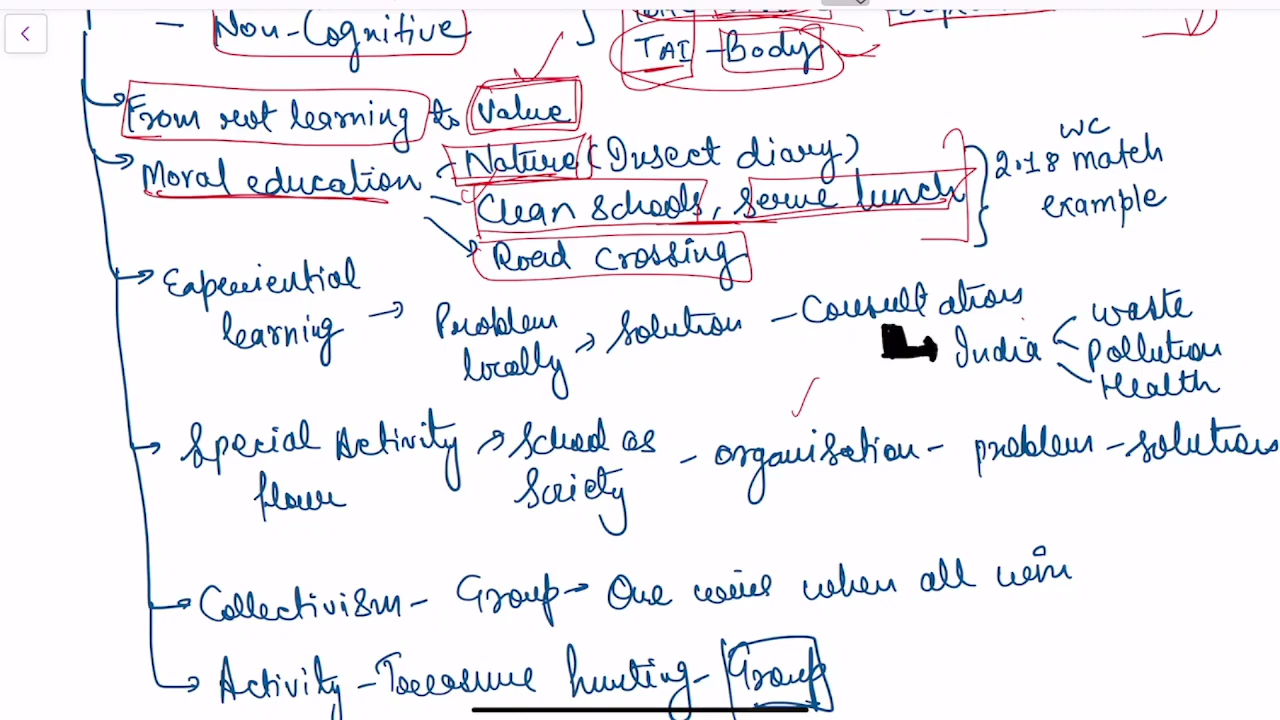 - Non-Cognitive
TAI - Body
From rot learning to Value
Moral education - Nature (Insect diary)
- Clean schools, serve lunch
Road crossing
WC
2018 match
example
Experiential
learning → Problem
locally → solution - Consultations
India < Waste
Pollution
Health
Special Activity
flow → School as
society - organisation - problem - solutions
Collectivism - Group → One wins when all win
Activity - Treasure hunting - Group